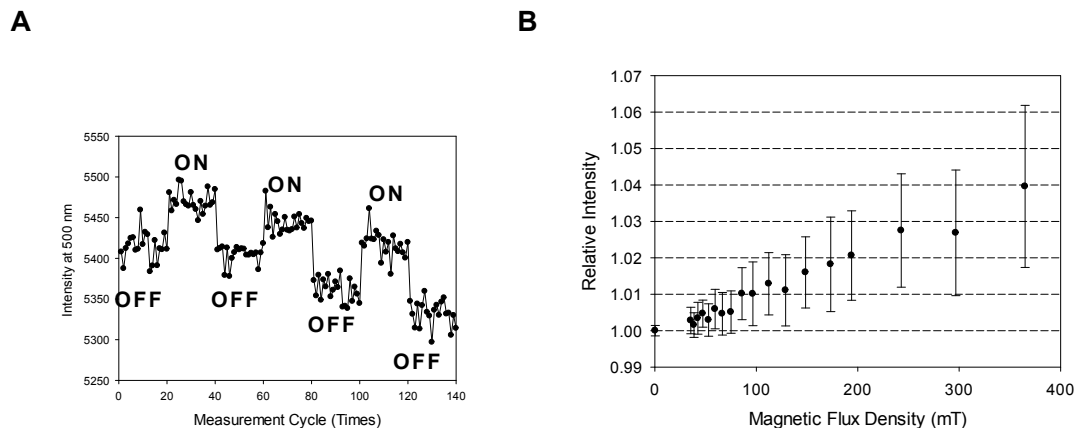 A
B
5550
5500
5450
5400
5350
5300
5250
Intensity at 500 nm
ON
ON
ON
OFF
OFF
OFF
OFF
0 20 40 60 80 100 120 140
Measurement Cycle (Times)
1.07
1.06
1.05
1.04
1.03
1.02
1.01
1.00
0.99
Relative Intensity
0 100 200 300 400
Magnetic Flux Density (mT)